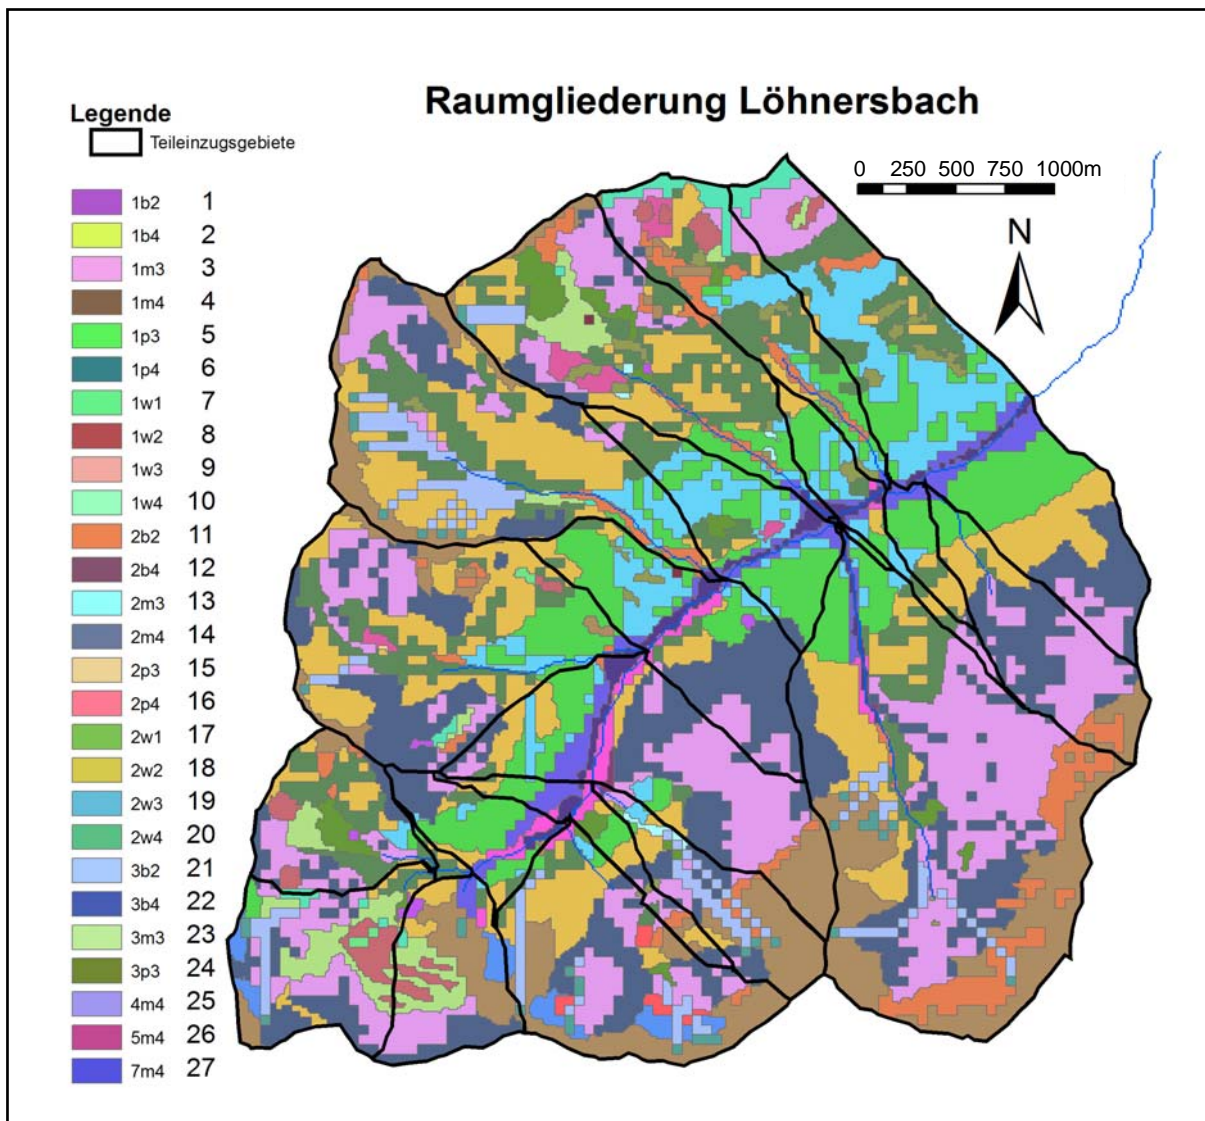 Raumgliederung Löhnersbach
Legende
Teileinzugsgebiete
0 250 500 750 1000m
N
1b2 1
1b4 2
1m3 3
1m4 4
1p3 5
1p4 6
1w1 7
1w2 8
1w3 9
1w4 10
2b2 11
2b4 12
2m3 13
2m4 14
2p3 15
2p4 16
2w1 17
2w2 18
2w3 19
2w4 20
3b2 21
3b4 22
3m3 23
3p3 24
4m4 25
5m4 26
7m4 27